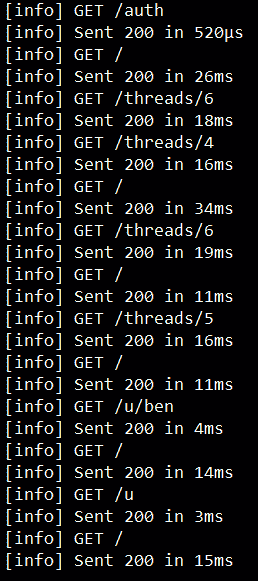 [info] GET /auth
[info] Sent 200 in 520µs
[info] GET /
[info] Sent 200 in 26ms
[info] GET /threads/6
[info] Sent 200 in 18ms
[info] GET /threads/4
[info] Sent 200 in 16ms
[info] GET /
[info] Sent 200 in 34ms
[info] GET /threads/6
[info] Sent 200 in 19ms
[info] GET /
[info] Sent 200 in 11ms
[info] GET /threads/5
[info] Sent 200 in 16ms
[info] GET /
[info] Sent 200 in 11ms
[info] GET /u/ben
[info] Sent 200 in 4ms
[info] GET /
[info] Sent 200 in 14ms
[info] GET /u
[info] Sent 200 in 3ms
[info] GET /
[info] Sent 200 in 15ms